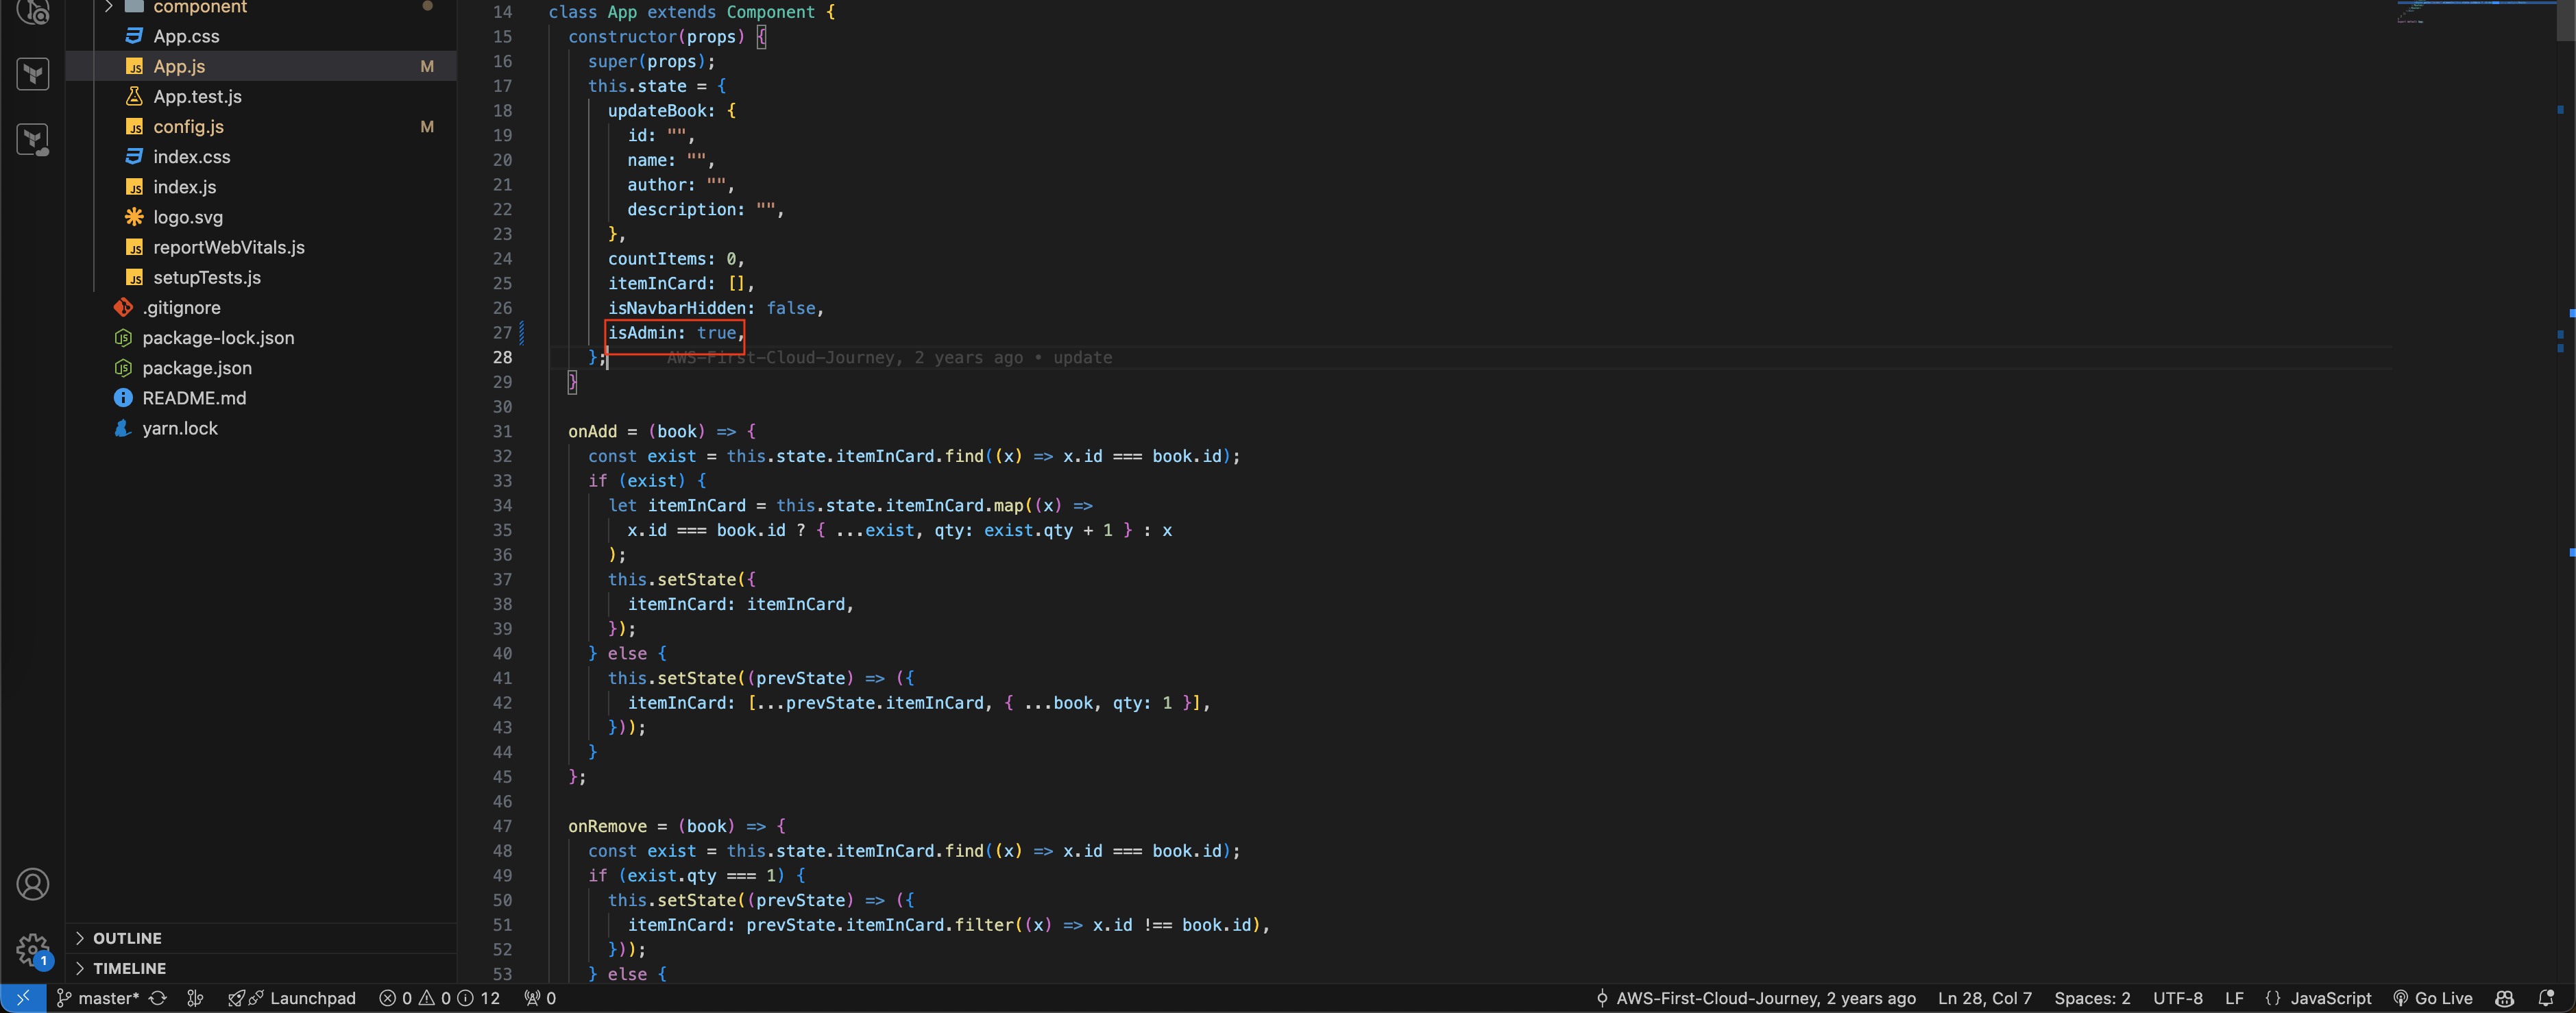 component
App.css
App.js M
App.test.js
config.js M
index.css
index.js
logo.svg
reportWebVitals.js
setupTests.js
.gitignore
package-lock.json
package.json
README.md
yarn.lock
OUTLINE
TIMELINE
14 class App extends Component {
15 constructor(props) {
16 super(props);
17 this.state = {
18 updateBook: {
19 id: "",
20 name: "",
21 author: "",
22 description: "",
23 },
24 countItems: 0,
25 itemInCard: [],
26 isNavbarHidden: false,
27 isAdmin: true,
28 }; AWS-First-Cloud-Journey, 2 years ago • update
29 }
30
31 onAdd = (book) => {
32 const exist = this.state.itemInCard.find((x) => x.id === book.id);
33 if (exist) {
34 let itemInCard = this.state.itemInCard.map((x) =>
35 x.id === book.id ? { ...exist, qty: exist.qty + 1 } : x
36 );
37 this.setState({
38 itemInCard: itemInCard,
39 });
40 } else {
41 this.setState((prevState) => ({
42 itemInCard: [...prevState.itemInCard, { ...book, qty: 1 }],
43 }));
44 }
45 };
46
47 onRemove = (book) => {
48 const exist = this.state.itemInCard.find((x) => x.id === book.id);
49 if (exist.qty === 1) {
50 this.setState((prevState) => ({
51 itemInCard: prevState.itemInCard.filter((x) => x.id !== book.id),
52 }));
53 } else {
1
master* Launchpad 0 0 12 0 AWS-First-Cloud-Journey, 2 years ago Ln 28, Col 7 Spaces: 2 UTF-8 LF {} JavaScript Go Live